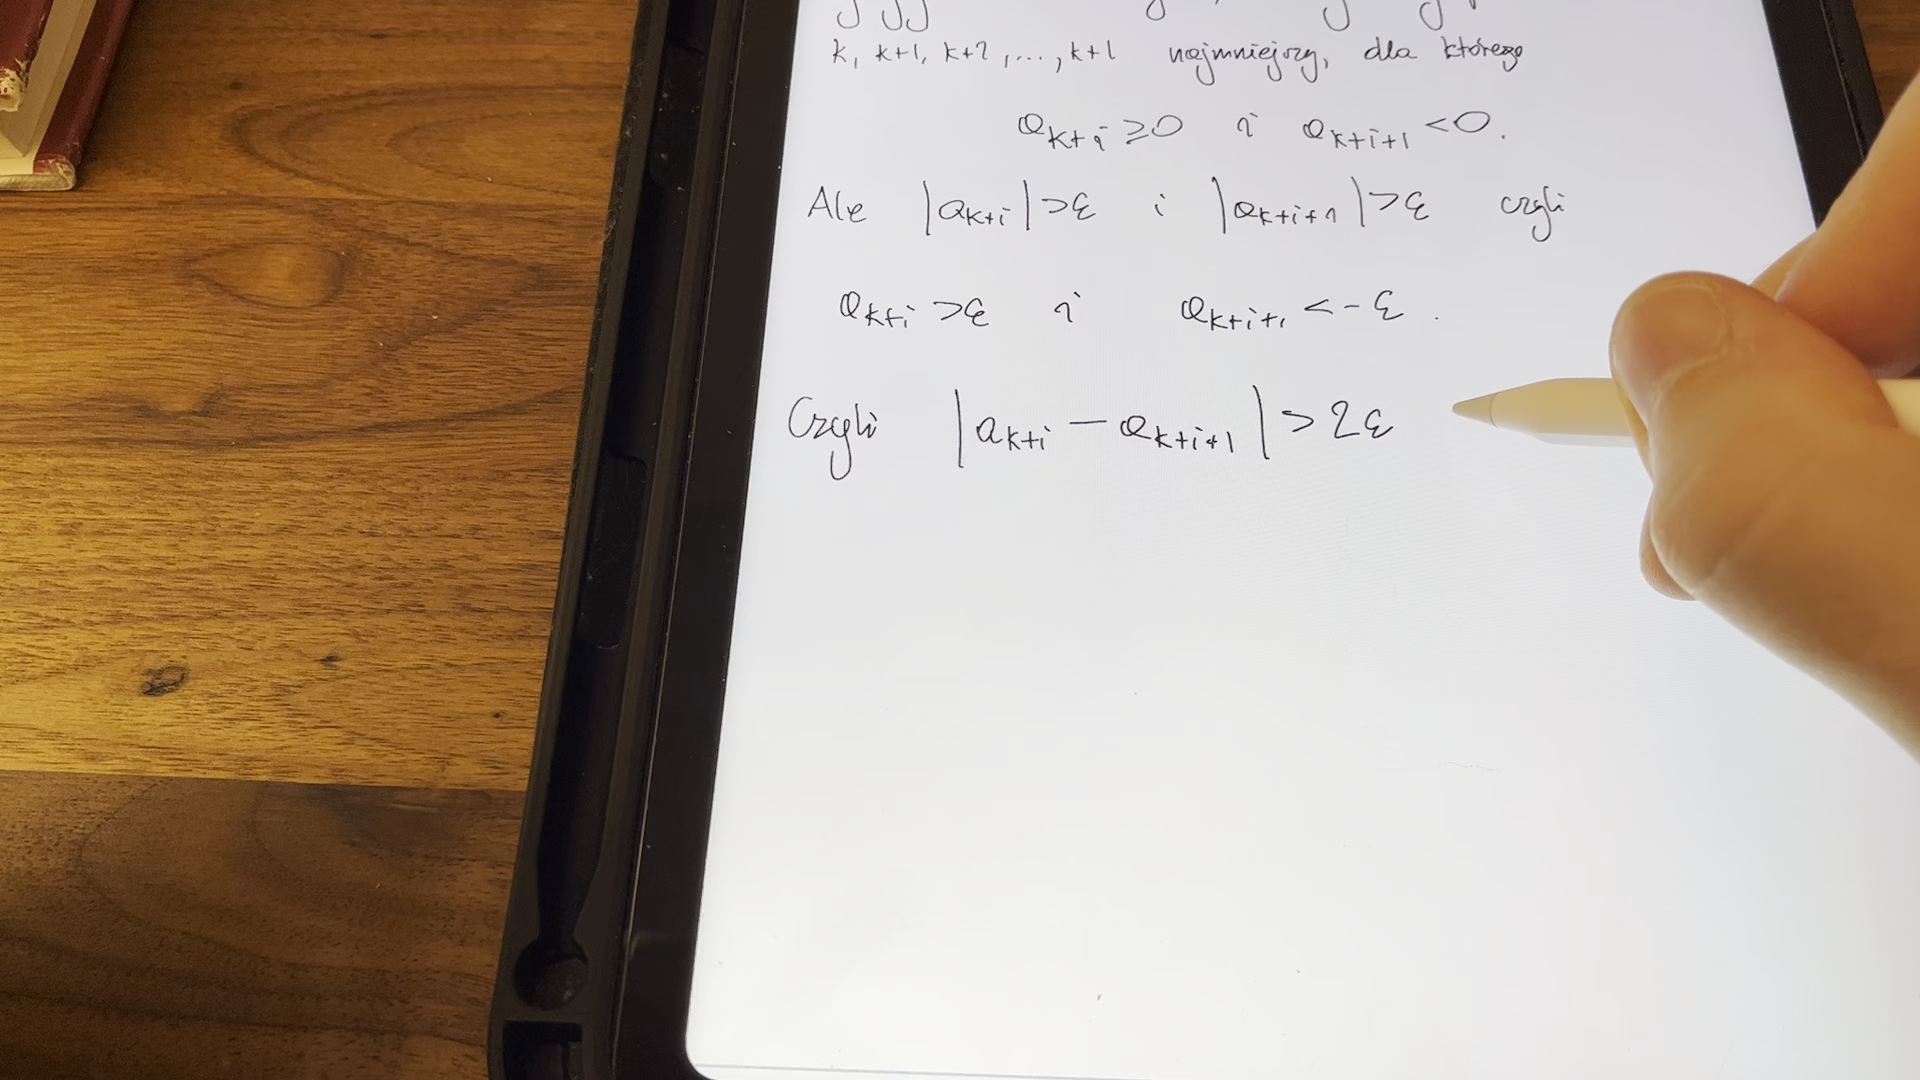 k, k+1, k+2, ..., k+l najmniejszy, dla którego
a_{k+i} ≥ 0 i a_{k+i+1} < 0.
Ale |a_{k+i}| > ε i |a_{k+i+1}| > ε czyli
a_{k+i} > ε i a_{k+i+1} < -ε.
Czyli |a_{k+i} - a_{k+i+1}| > 2ε